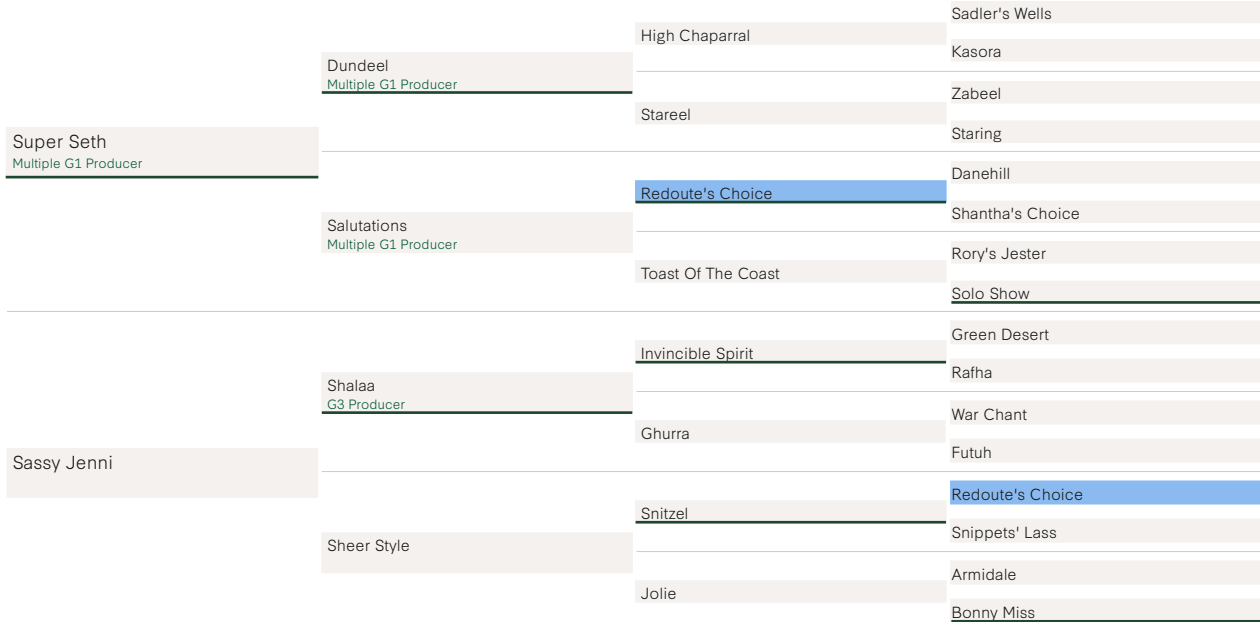 Super Seth
Multiple G1 Producer
Sassy Jenni
Dundeel
Multiple G1 Producer
Salutations
Multiple G1 Producer
Shalaa
G3 Producer
Sheer Style
High Chaparral
Stareel
Redoute's Choice
Toast Of The Coast
Invincible Spirit
Ghurra
Snitzel
Jolie
Sadler's Wells
Kasora
Zabeel
Staring
Danehill
Shantha's Choice
Rory's Jester
Solo Show
Green Desert
Rafha
War Chant
Futuh
Redoute's Choice
Snippets' Lass
Armidale
Bonny Miss